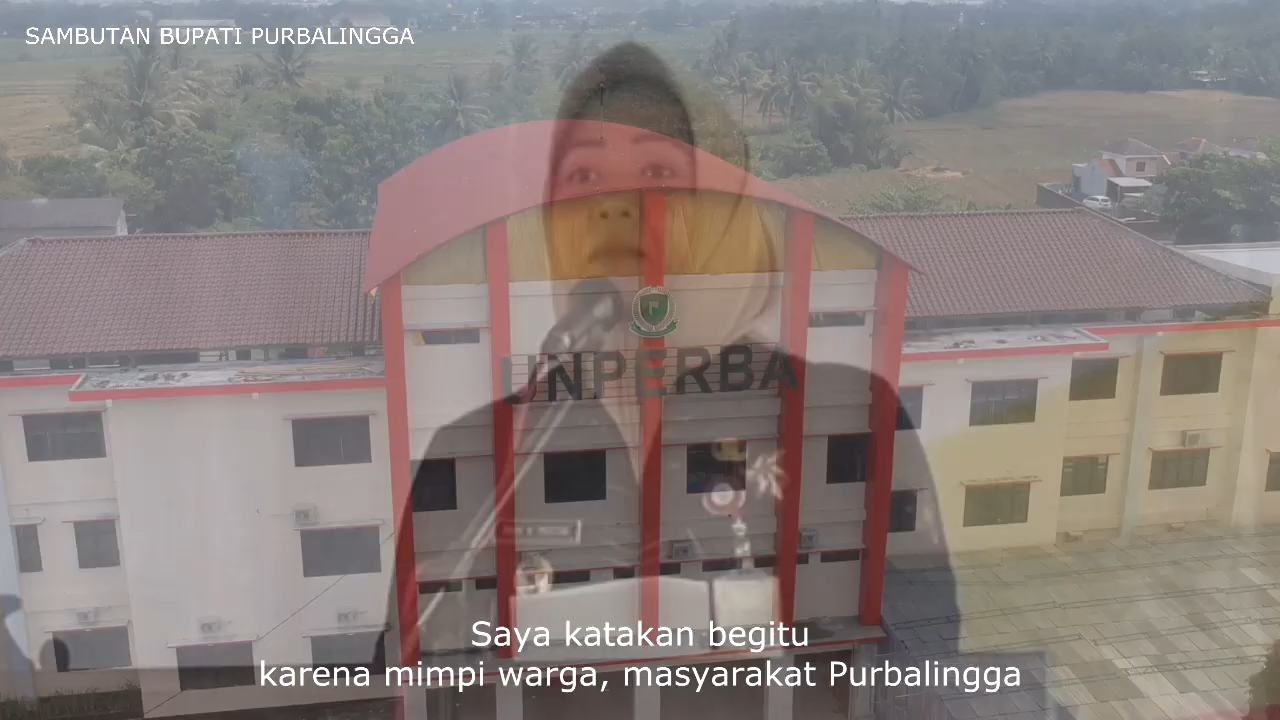 SAMBUTAN BUPATI PURBALINGGA
UNPERBA
Saya katakan begitu
karena mimpi warga, masyarakat Purbalingga